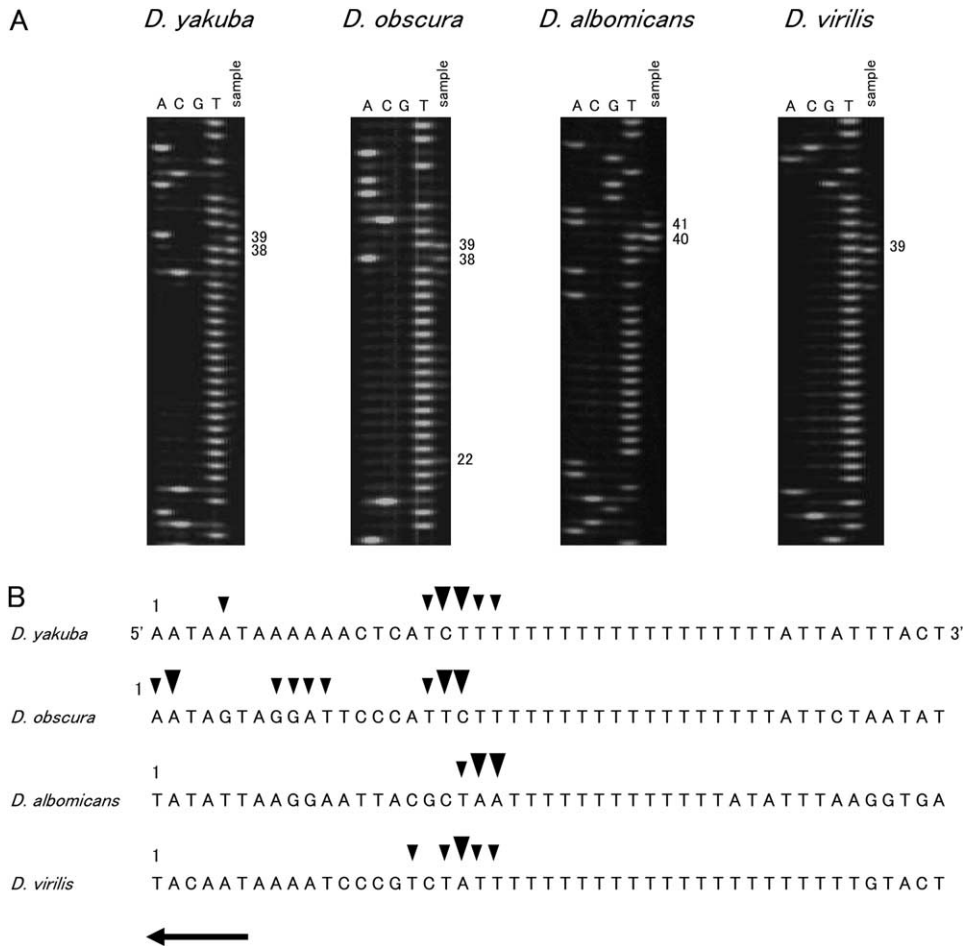 A
D. yakuba
D. obscura
D. albomicans
D. virilis
A C G T sample
A C G T sample
A C G T sample
A C G T sample
39
38
39
38
22
41
40
39
B
1
D. yakuba 5' A A T A A T A A A A A A C T C A T C T T T T T T T T T T T T T T T T T T T T A T T A T T T A C T 3'
1
D. obscura A A T A G T A G G A T T C C C A T T C T T T T T T T T T T T T T T T T T T T A T T C T A A T A T
1
D. albomicans T A T A T T A A G G A A T T A C G C T A A T T T T T T T T T T T T T T A T A T T T A A G G T G A
1
D. virilis T A C A A T A A A A T C C C G T C T A T T T T T T T T T T T T T T T T T T T T T T T T G T A C T